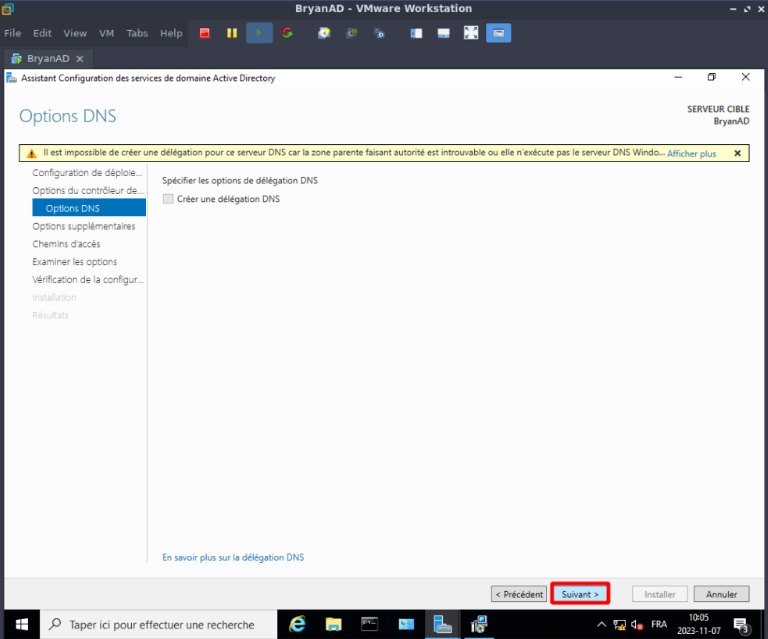 BryanAD - VMware Workstation
File Edit View VM Tabs Help
BryanAD
Assistant Configuration des services de domaine Active Directory
Options DNS
SERVEUR CIBLE
BryanAD
Il est impossible de créer une délégation pour ce serveur DNS car la zone parente faisant autorité est introuvable ou elle n'exécute pas le serveur DNS Windo... Afficher plus
Configuration de déploie...
Options du contrôleur de...
Options DNS
Options supplémentaires
Chemins d'accès
Examiner les options
Vérification de la configur...
Installation
Résultats
Spécifier les options de délégation DNS
Créer une délégation DNS
En savoir plus sur la délégation DNS
< Précédent Suivant > Installer Annuler
Taper ici pour effectuer une recherche
FRA
10:05
2023-11-07
3